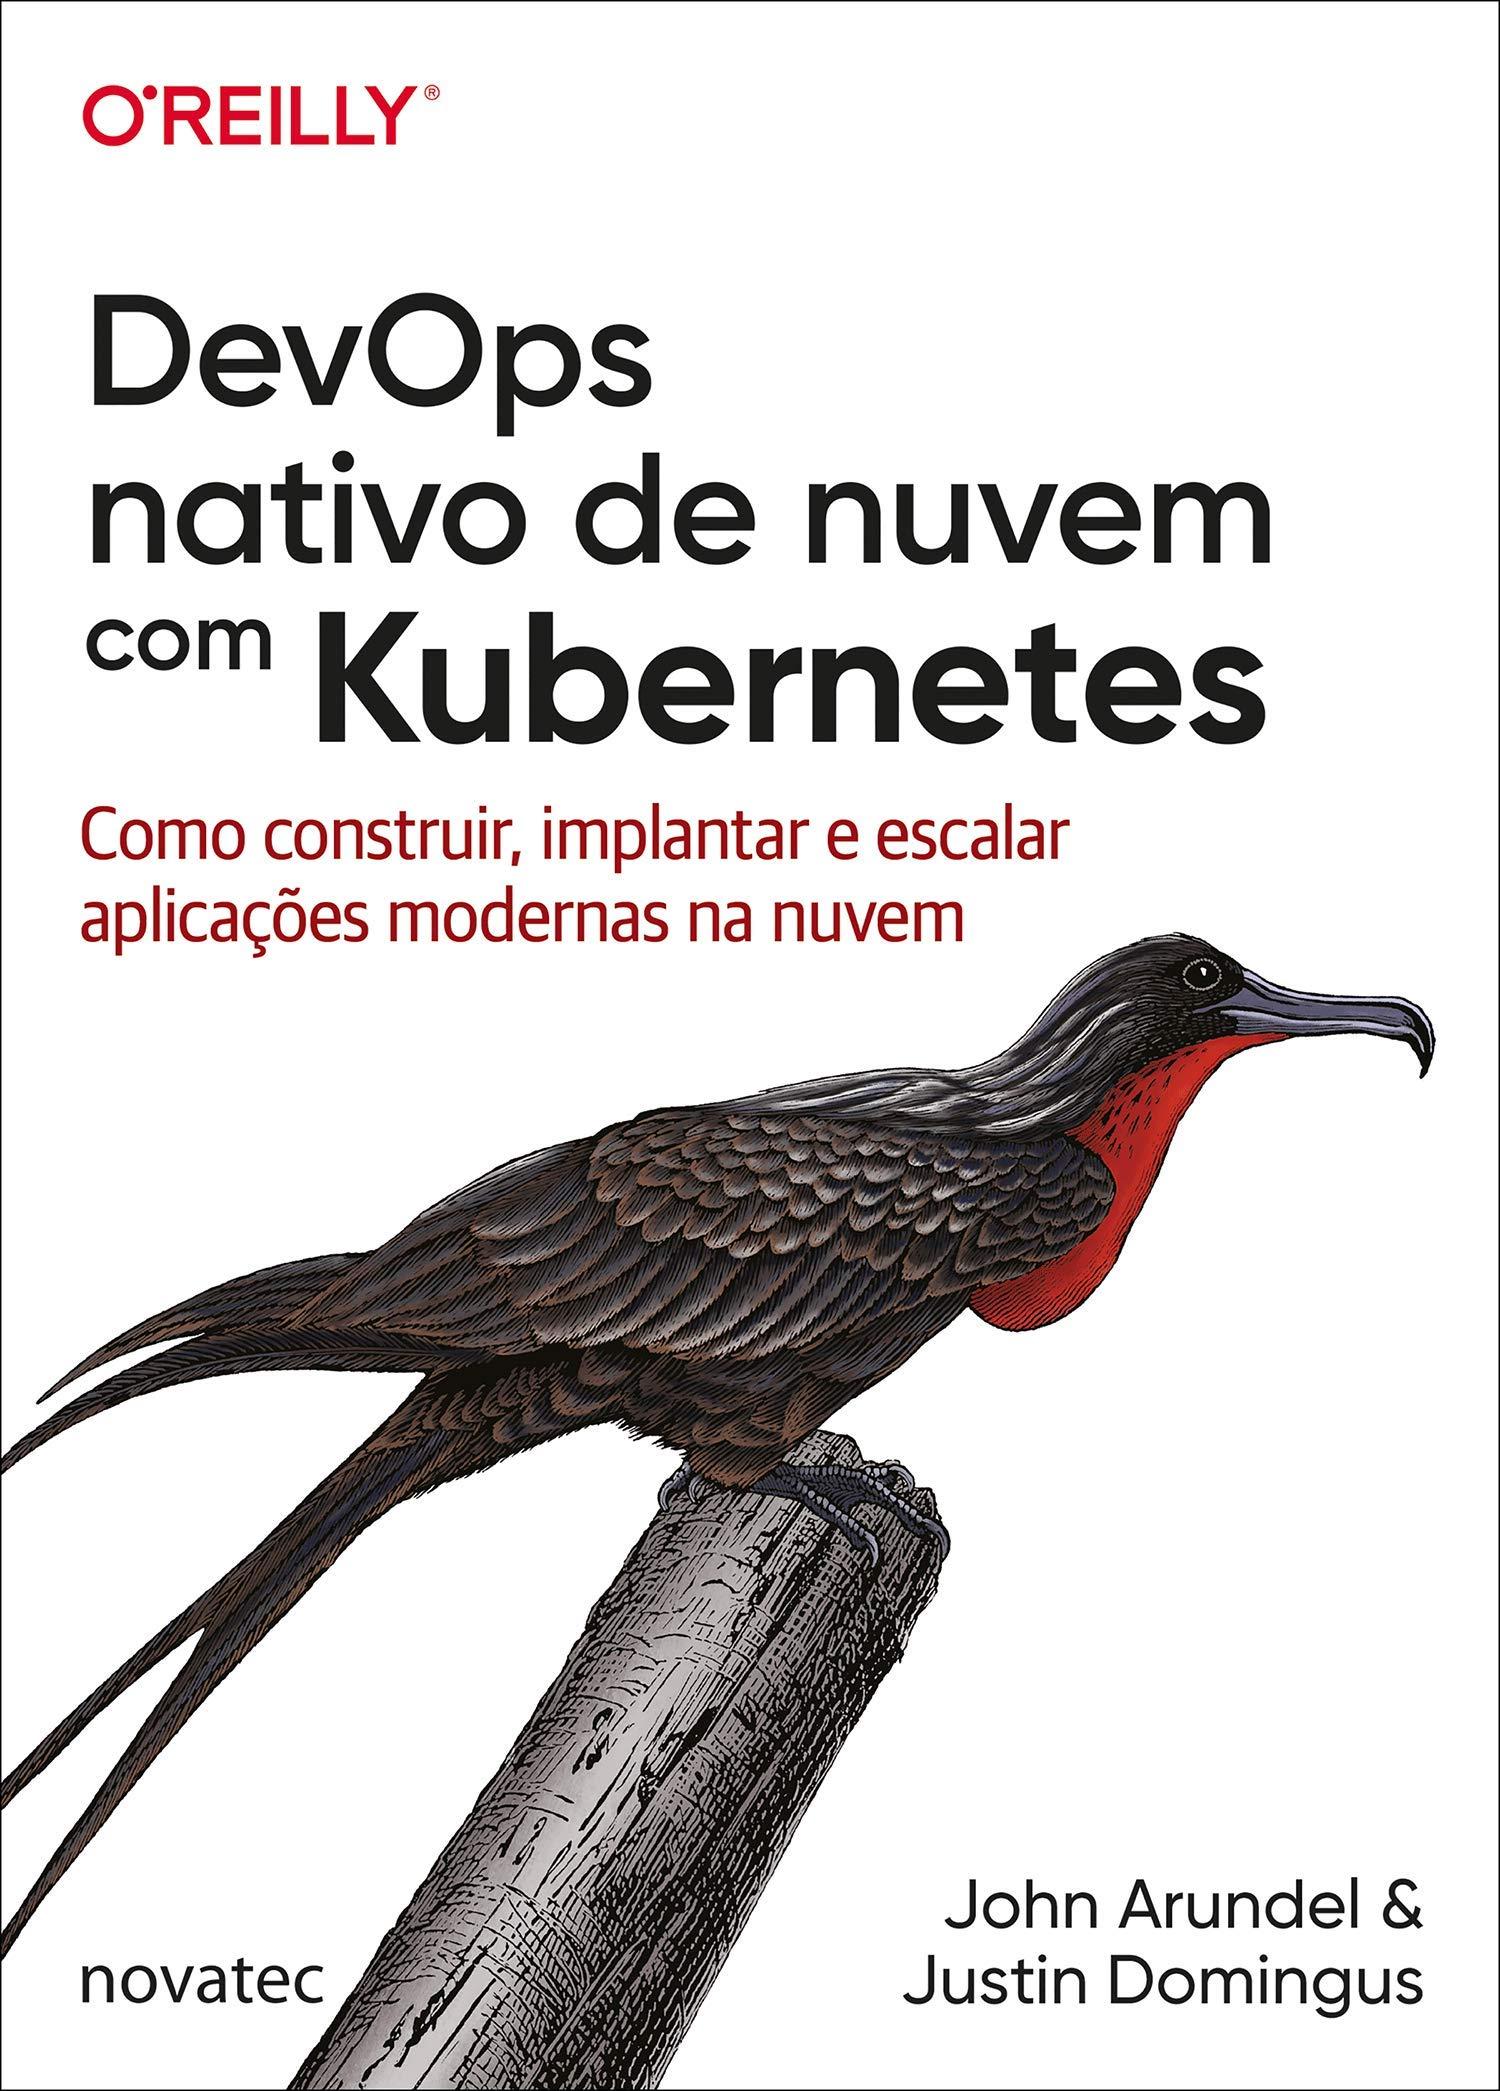 O'REILLY®
DevOps
nativo de nuvem
com Kubernetes
Como construir, implantar e escalar
aplicações modernas na nuvem
John Arundel &
Justin Domingus
novatec